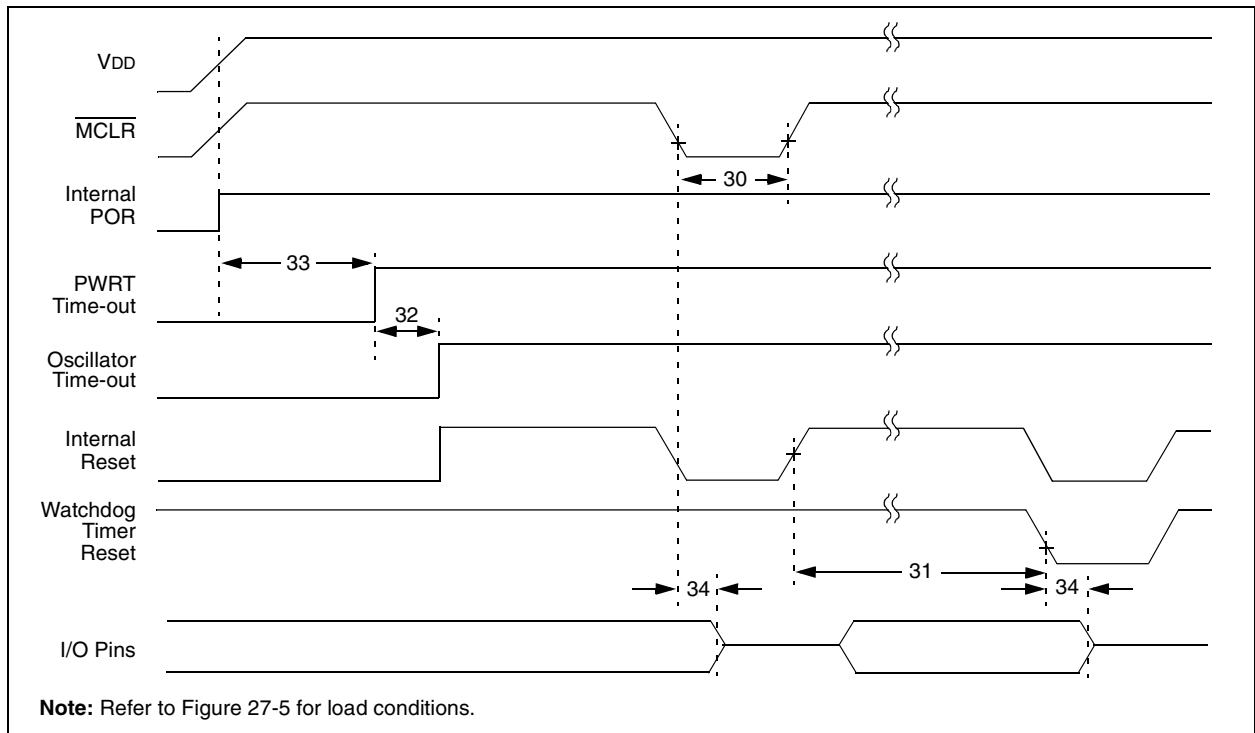 VDD
MCLR
30
Internal
POR
33
PWRT
Time-out
32
Oscillator
Time-out
Internal
Reset
Watchdog
Timer
Reset
31
34
34
I/O Pins
Note: Refer to Figure 27-5 for load conditions.